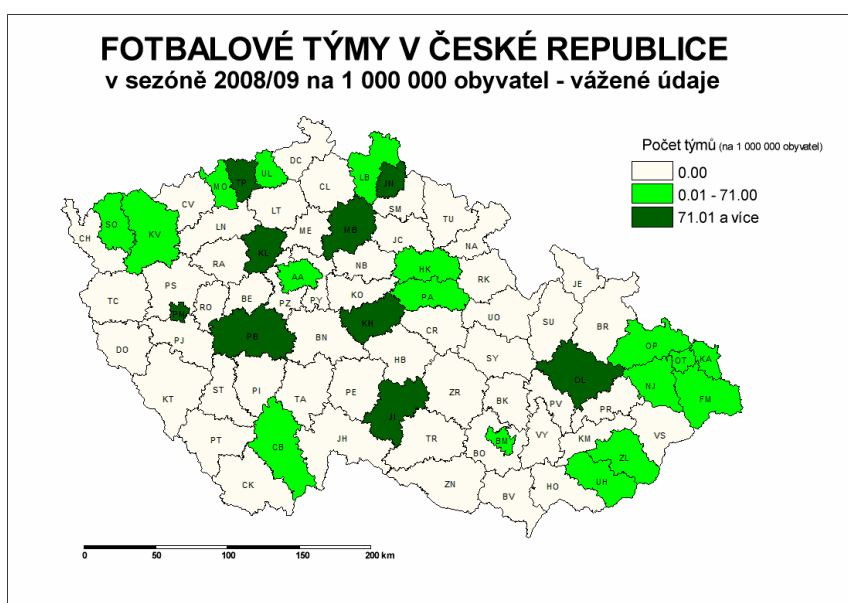 FOTBALOVÉ TÝMY V ČESKÉ REPUBLICE
v sezóně 2008/09 na 1 000 000 obyvatel - vážené údaje
Počet týmů (na 1 000 000 obyvatel)
0.00
0.01 - 71.00
71.01 a více
DC
MO TP UL CL LB JN
CV LT SM
SO KV LN ME MB TU
CH JC NA
RA KL NB HK
AA RK
PS BE KO PA JE
TC PM RO PZ PY UO SU BR
DO PJ PB BN KH CR OP
HB SY OL OT KA
KT ST PI TA PE ZR BK PV NJ FM
JI PR
PT CB JH TR BO BM VY KM VS
ZL
CK ZN BV HO UH
0 50 100 150 200 km